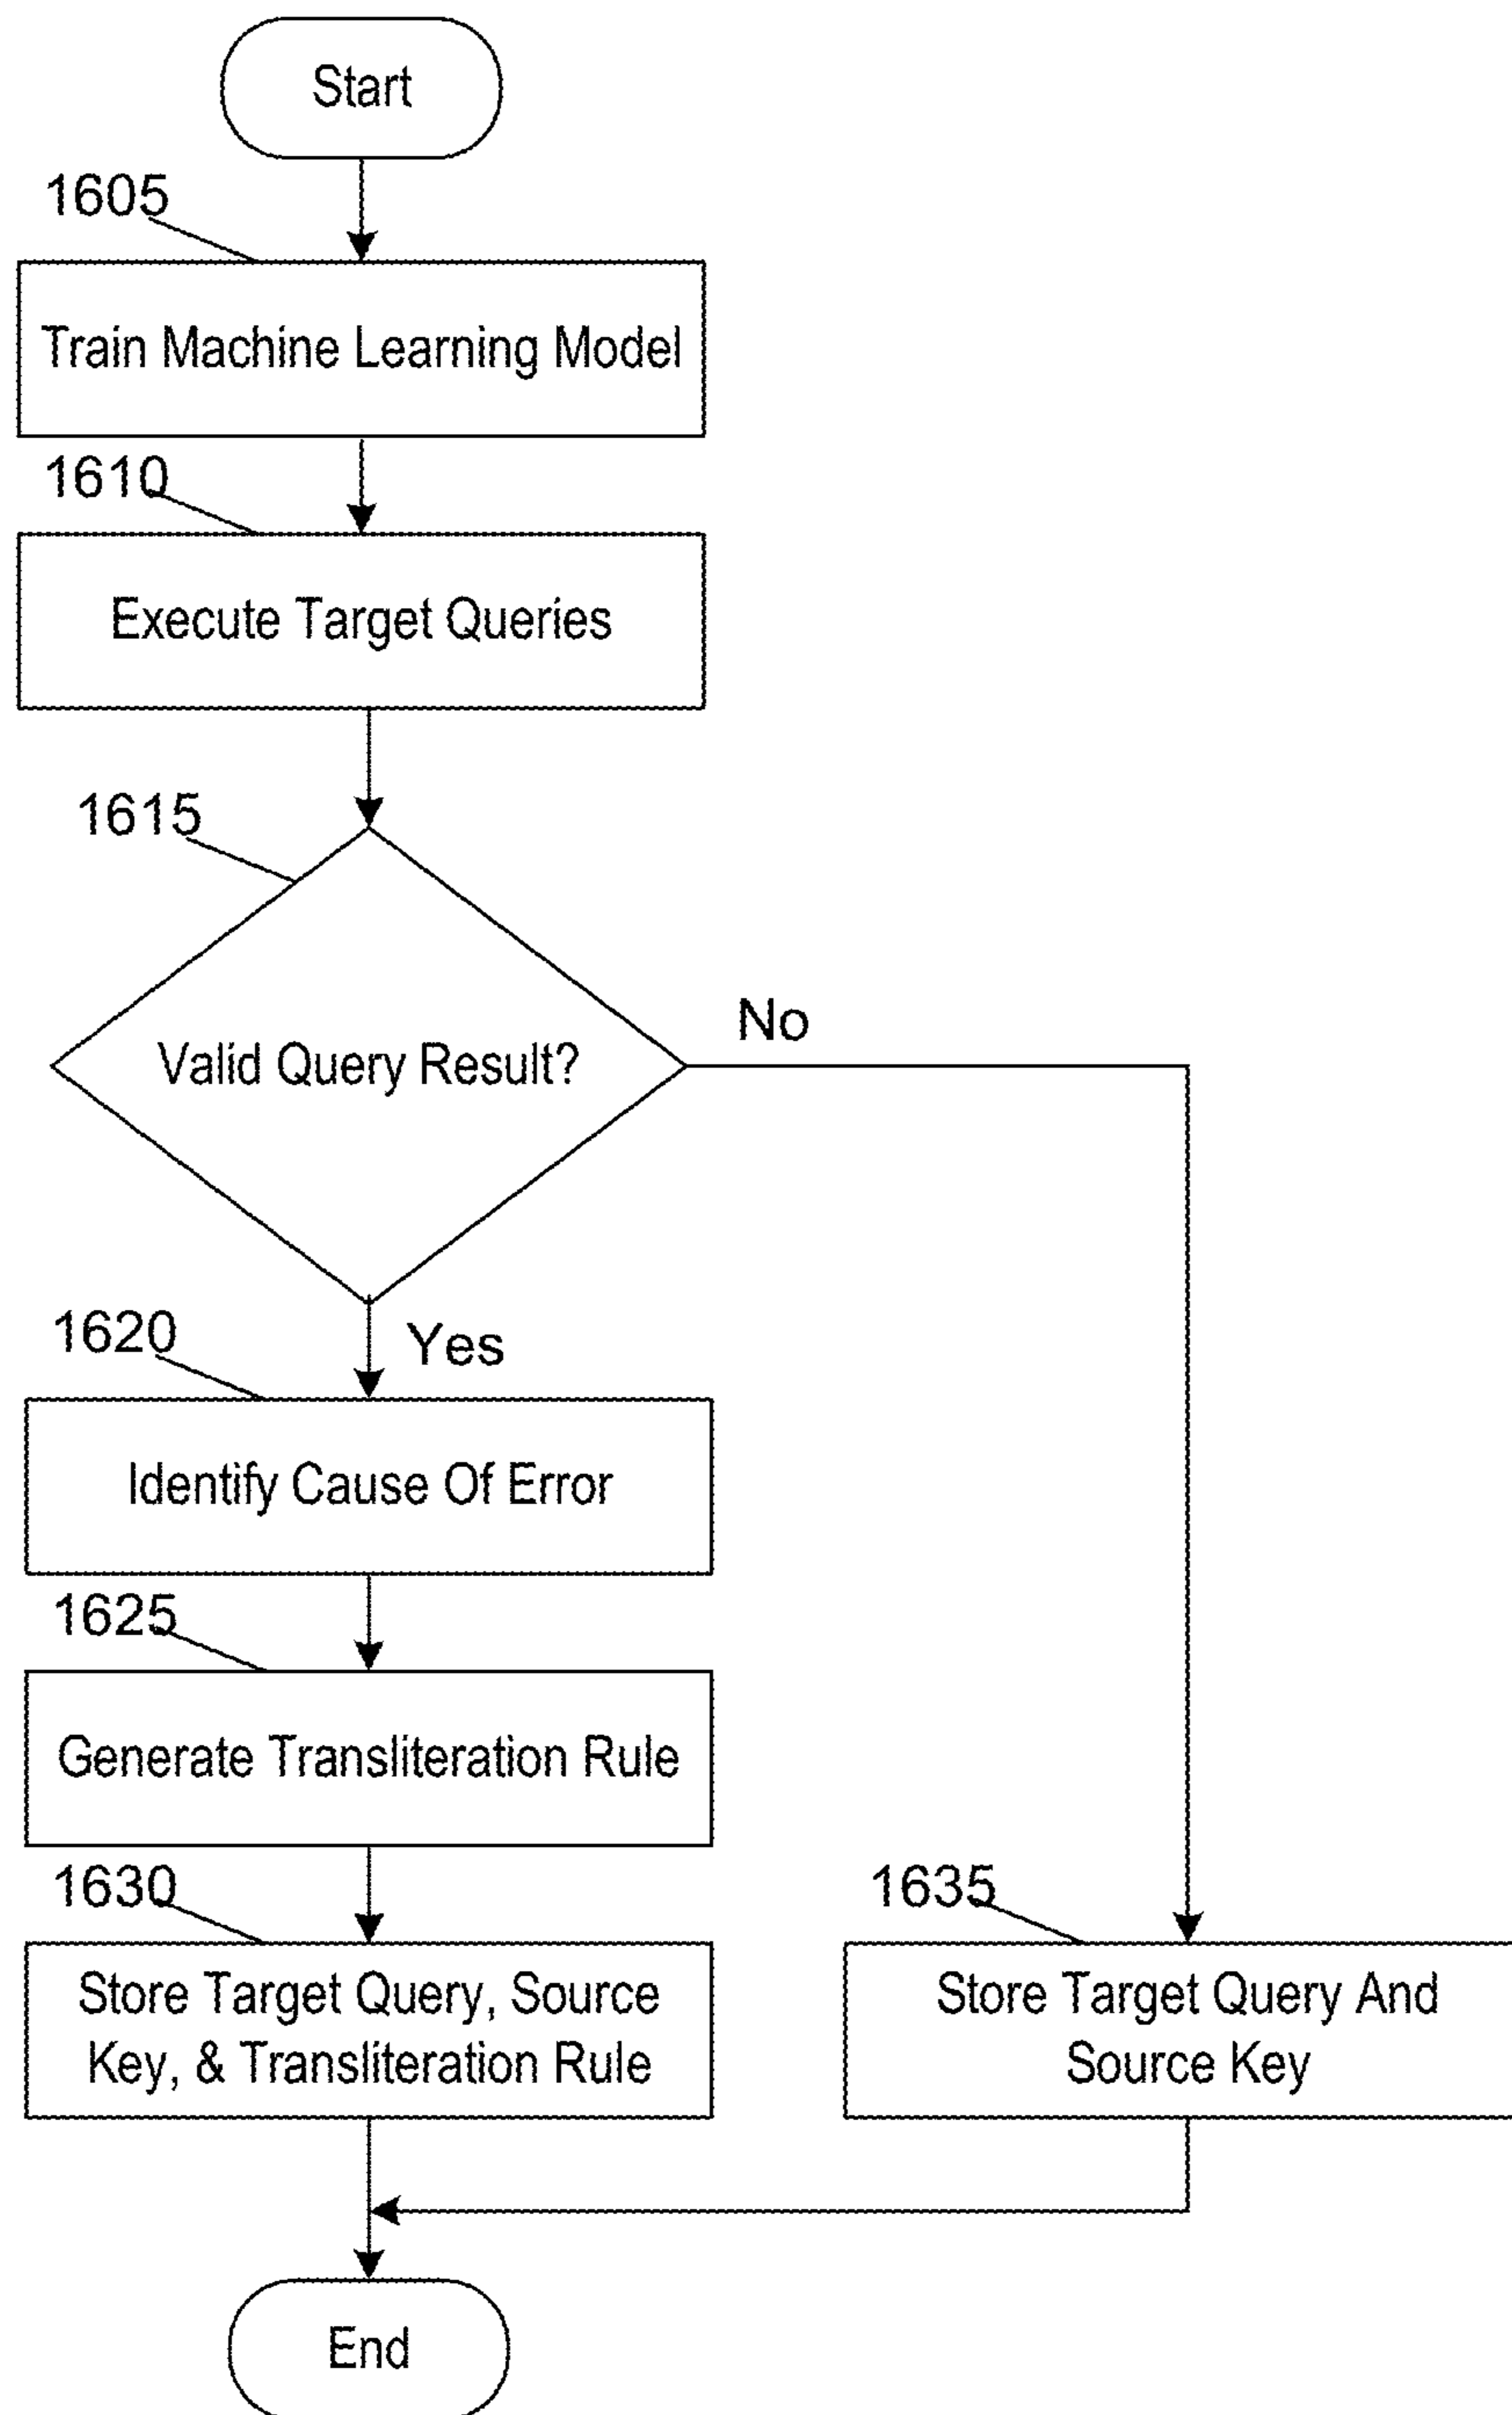 Start
1605
Train Machine Learning Model
1610
Execute Target Queries
1615
Valid Query Result?
No
Yes
1620
Identify Cause Of Error
1625
Generate Transliteration Rule
1630
Store Target Query, Source
Key, & Transliteration Rule
1635
Store Target Query And
Source Key
End